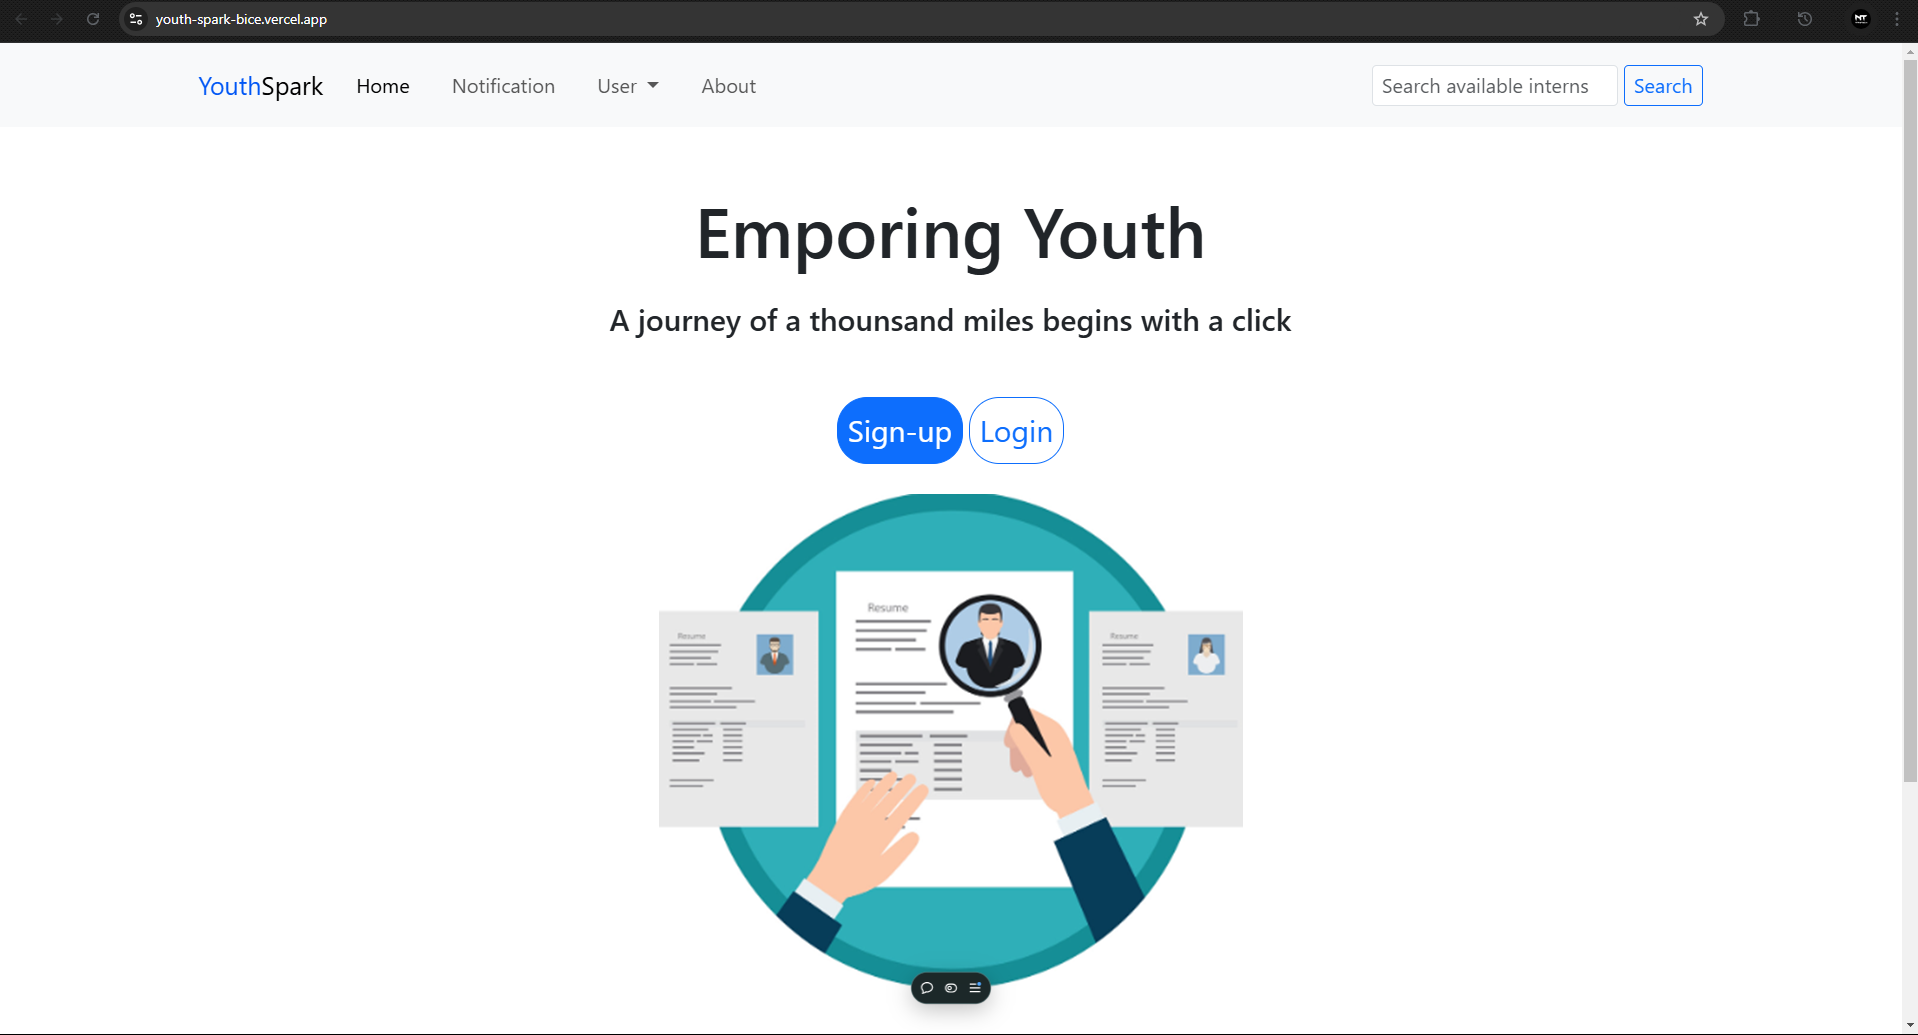 youth-spark-bice.vercel.app
YouthSpark Home Notification User About Search available interns Search
Emporing Youth
A journey of a thounsand miles begins with a click
Sign-up Login
Resume
Resume
Resume